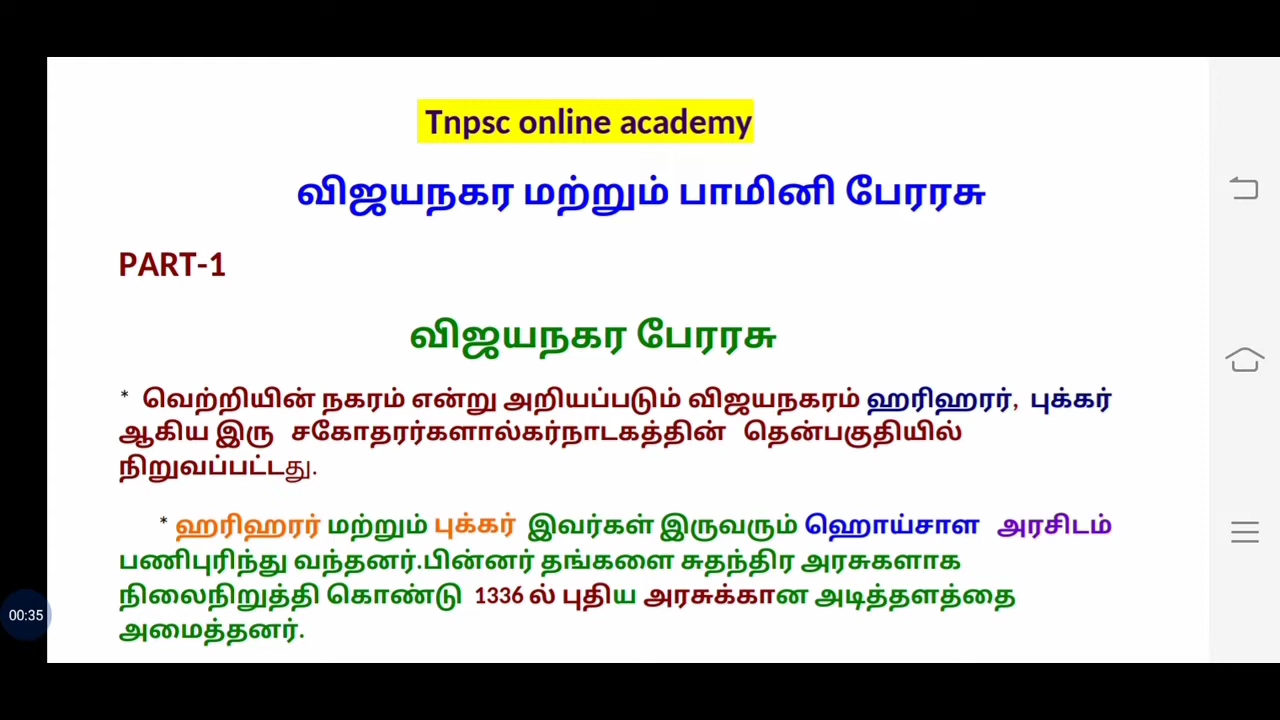 Tnpsc online academy
விஜயநகர மற்றும் பாமினி பேரரசு
PART-1
விஜயநகர பேரரசு
* வெற்றியின் நகரம் என்று அறியப்படும் விஜயநகரம் ஹரிஹரர், புக்கர்
ஆகிய இரு சகோதரர்களால்கர்நாடகத்தின் தென்பகுதியில்
நிறுவப்பட்டது.
* ஹரிஹரர் மற்றும் புக்கர் இவர்கள் இருவரும் ஹொய்சாள அரசிடம்
பணிபுரிந்து வந்தனர்.பின்னர் தங்களை சுதந்திர அரசுகளாக
நிலைநிறுத்தி கொண்டு 1336 ல் புதிய அரசுக்கான அடித்தளத்தை
00:35
அமைத்தனர்.